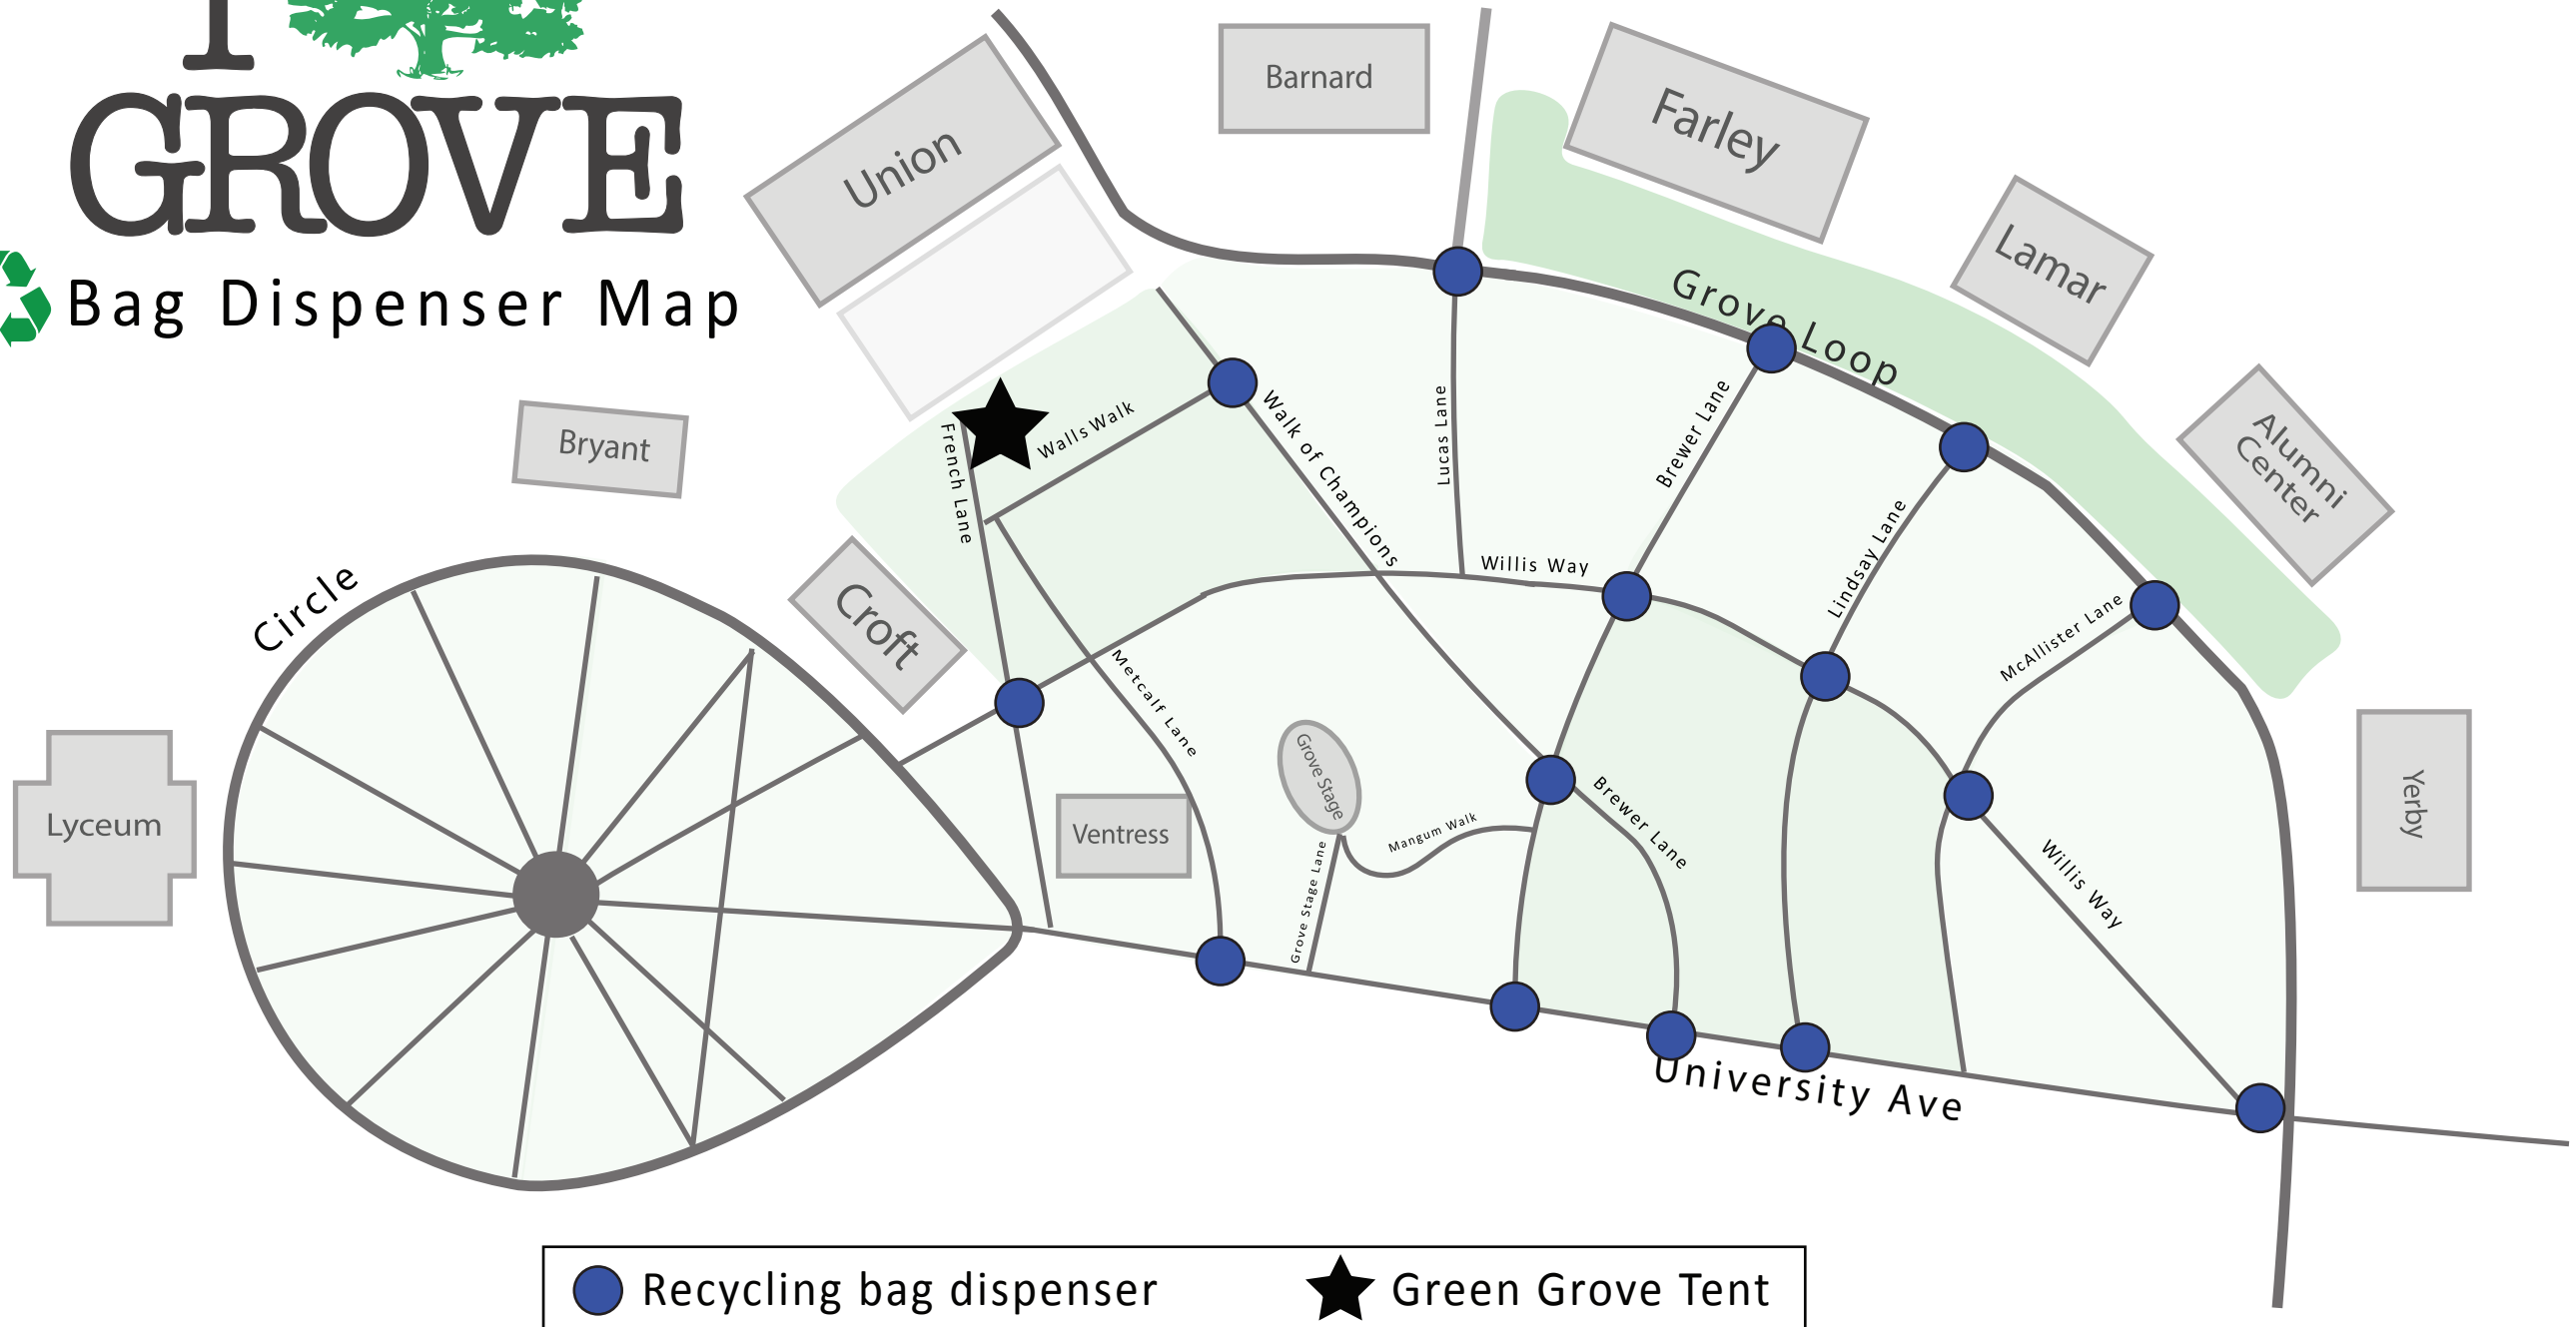 I
GROVE
Bag Dispenser Map
Union
Barnard
Farley
Lamar
Alumni
Center
Yerby
Bryant
Croft
Lyceum
Ventress
Grove Stage
Circle
Grove Loop
French Lane
Walls Walk
Walk of Champions
Lucas Lane
Brewer Lane
Lindsay Lane
McAllister Lane
Willis Way
Metcalf Lane
Mangum Walk
Grove Stage Lane
Brewer Lane
Willis Way
University Ave
Recycling bag dispenser
Green Grove Tent